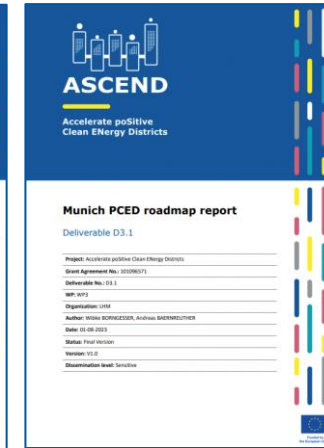 ASCEND
Accelerate poSitive
Clean ENergy Districts
Munich PCED roadmap report
Deliverable D3.1
Project: Accelerate poSitive Clean ENergy Districts
Grant Agreement No.: 101096571
Deliverable No.: D3.1
WP: WP3
Organisation: LHM
Author: Wibke BORNGESSER, Andreas BAERNREUTHER
Date: 01-08-2023
Status: Final Version
Version: V1.0
Dissemination level: Sensitive